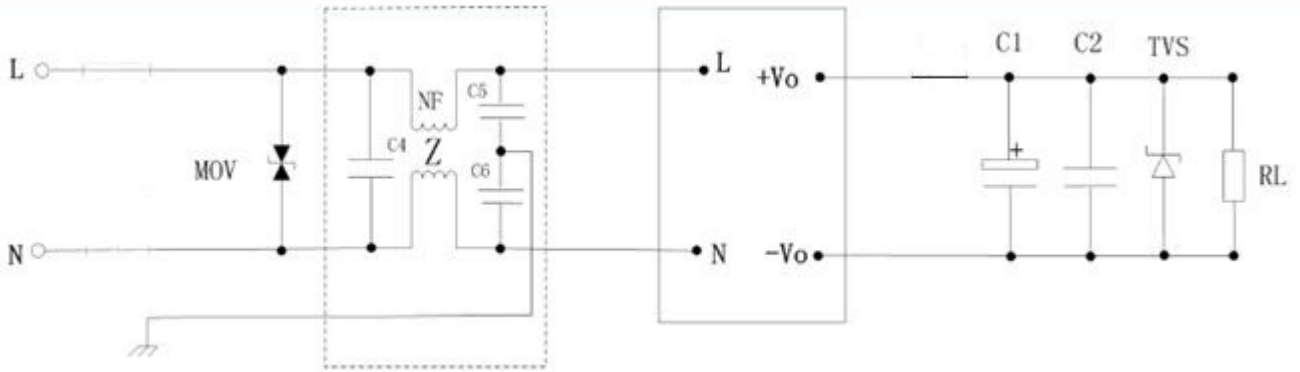 C1 C2 TVS
L L +Vo
NF C5
C4 Z
MOV C6 RL
N N -Vo
+